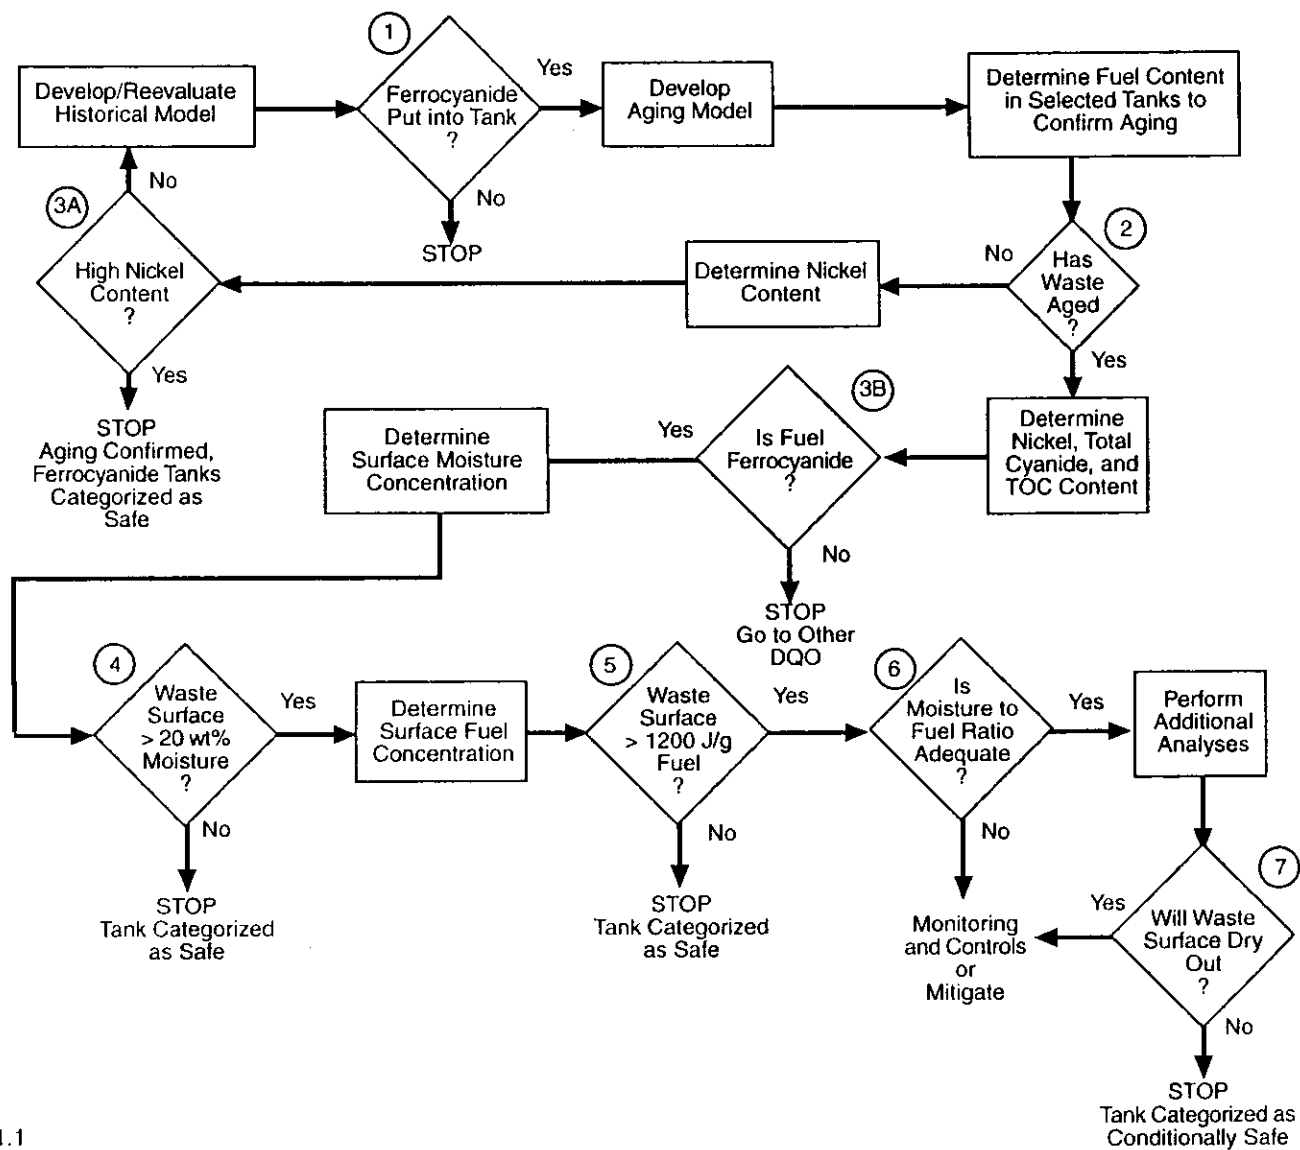 1
Develop/Reevaluate
Historical Model
Ferrocyanide
Put into Tank
?
Yes
No
STOP
Develop
Aging Model
Determine Fuel Content
in Selected Tanks to
Confirm Aging
2
Has
Waste
Aged
?
No
Yes
Determine Nickel
Content
3A
High Nickel
Content
?
No
Yes
STOP
Aging Confirmed,
Ferrocyanide Tanks
Categorized as
Safe
Determine
Nickel, Total
Cyanide, and
TOC Content
3B
Is Fuel
Ferrocyanide
?
Yes
No
STOP
Go to Other
DQO
Determine
Surface Moisture
Concentration
4
Waste
Surface
> 20 wt%
Moisture
?
Yes
No
STOP
Tank Categorized
as Safe
Determine
Surface Fuel
Concentration
5
Waste
Surface
> 1200 J/g
Fuel
?
Yes
No
STOP
Tank Categorized
as Safe
6
Is
Moisture to
Fuel Ratio
Adequate
?
Yes
No
Monitoring
and Controls
or
Mitigate
Perform
Additional
Analyses
7
Will Waste
Surface Dry
Out
?
Yes
No
STOP
Tank Categorized as
Conditionally Safe